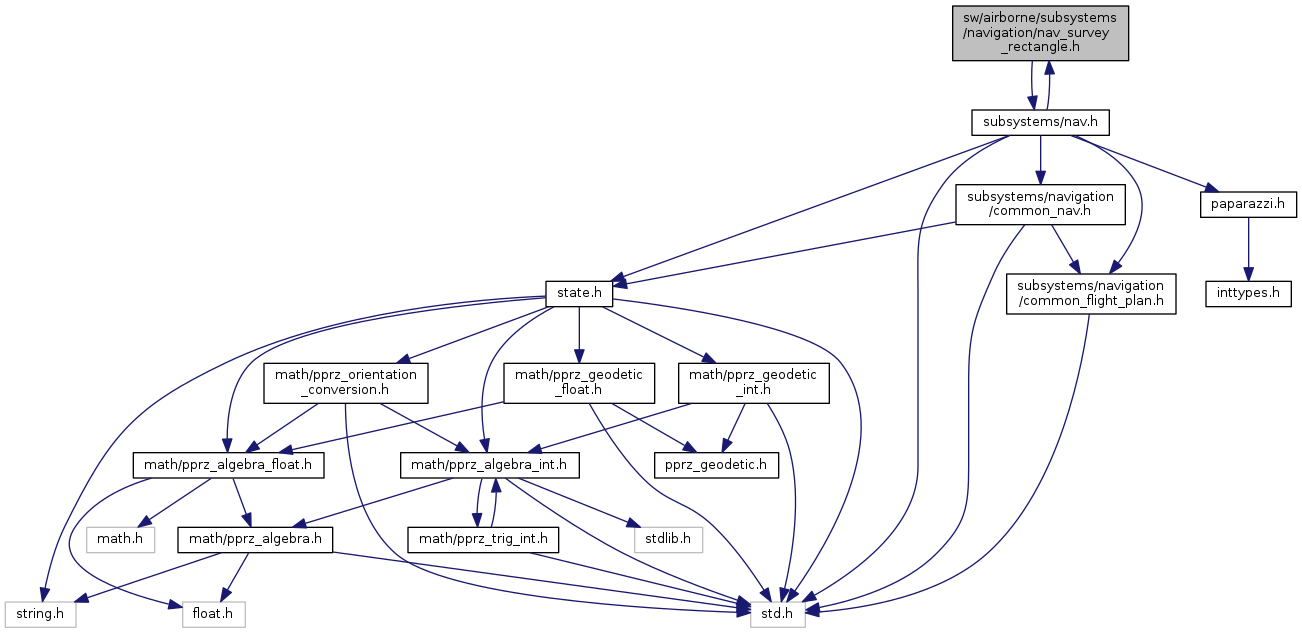 sw/airborne/subsystems
/navigation/nav_survey
_rectangle.h
subsystems/nav.h
subsystems/navigation
/common_nav.h
paparazzi.h
state.h
subsystems/navigation
/common_flight_plan.h
inttypes.h
math/pprz_orientation
_conversion.h
math/pprz_geodetic
_float.h
math/pprz_geodetic
_int.h
math/pprz_algebra_float.h
math/pprz_algebra_int.h
pprz_geodetic.h
math.h
math/pprz_algebra.h
math/pprz_trig_int.h
stdlib.h
string.h
float.h
std.h